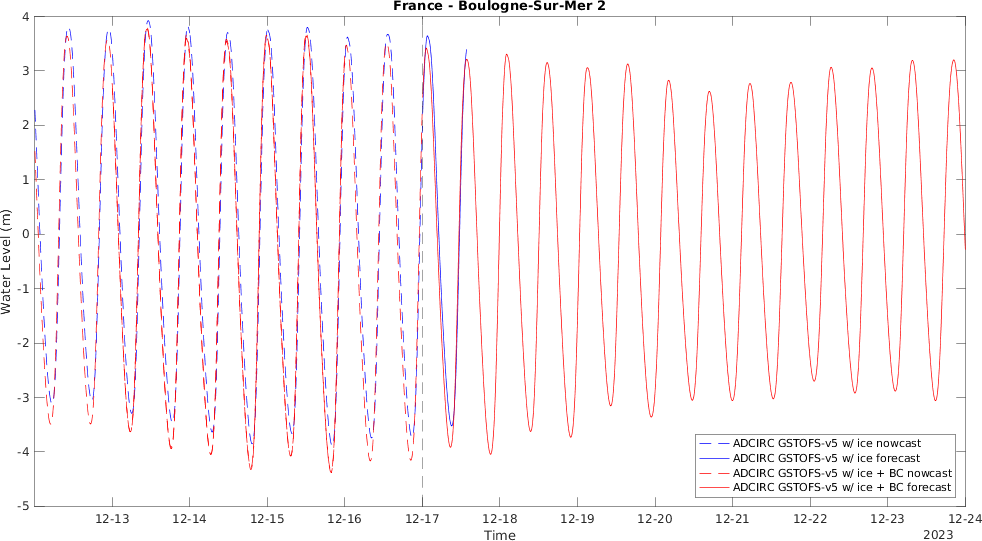 France - Boulogne-Sur-Mer 2
Water Level (m)
4
3
2
1
0
-1
-2
-3
-4
-5
ADCIRC GSTOFS-v5 w/ ice nowcast
ADCIRC GSTOFS-v5 w/ ice forecast
ADCIRC GSTOFS-v5 w/ ice + BC nowcast
ADCIRC GSTOFS-v5 w/ ice + BC forecast
12-13 12-14 12-15 12-16 12-17 12-18 12-19 12-20 12-21 12-22 12-23 12-24
Time
2023